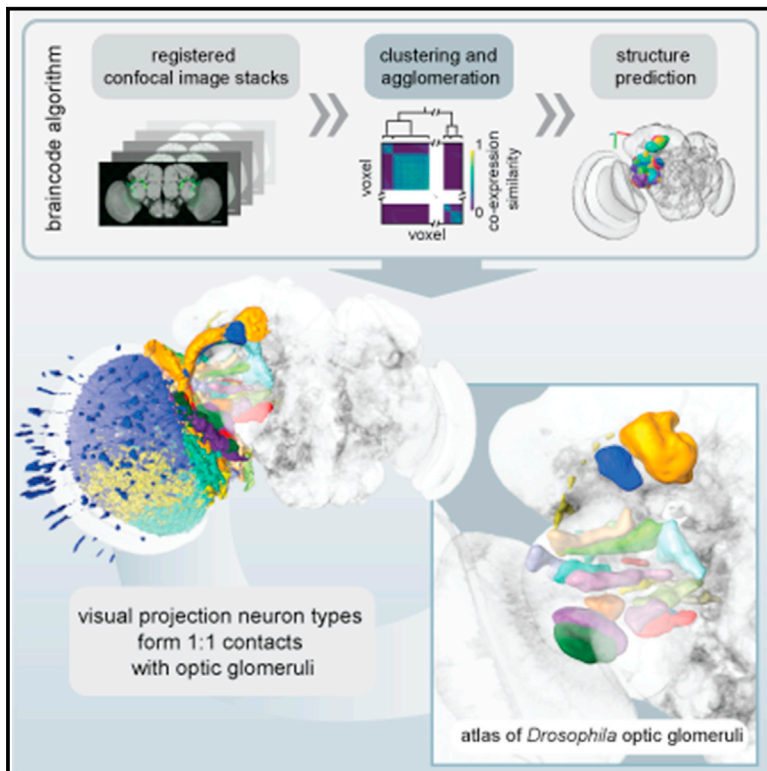 braincode algorithm
registered
confocal image stacks
clustering and
agglomeration
structure
prediction
voxel
voxel
1
0
co-expression
similarity
visual projection neuron types
form 1:1 contacts
with optic glomeruli
atlas of Drosophila optic glomeruli